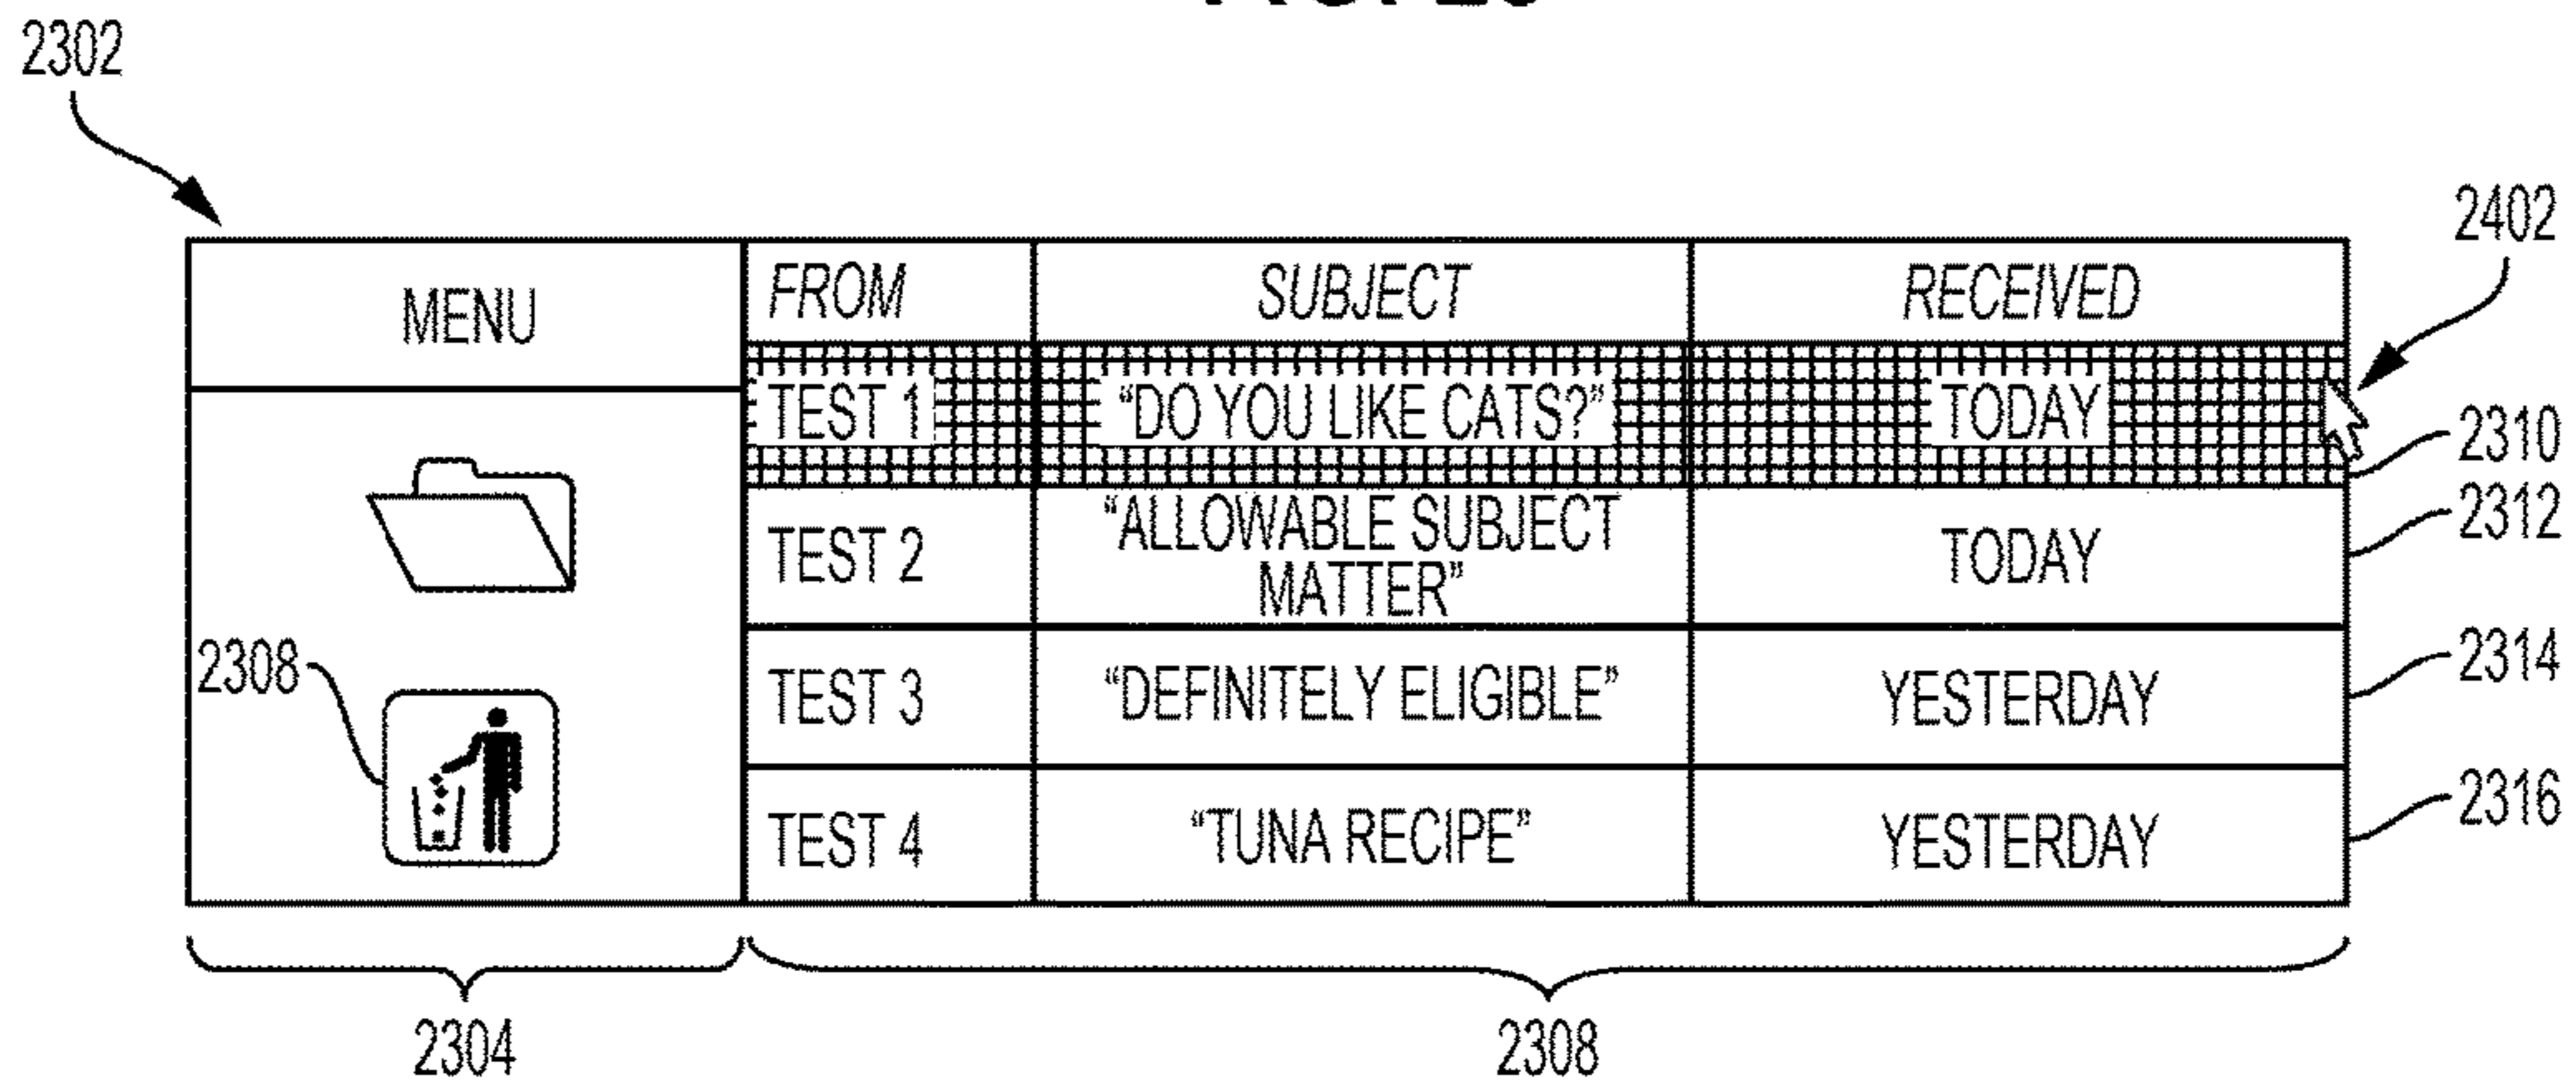 2302
2402
MENU
FROM SUBJECT RECEIVED
TEST 1 “DO YOU LIKE CATS?” TODAY
2310
TEST 2 “ALLOWABLE SUBJECT
MATTER” TODAY
2312
TEST 3 “DEFINITELY ELIGIBLE” YESTERDAY
2314
2308
TEST 4 “TUNA RECIPE” YESTERDAY
2316
2304
2308